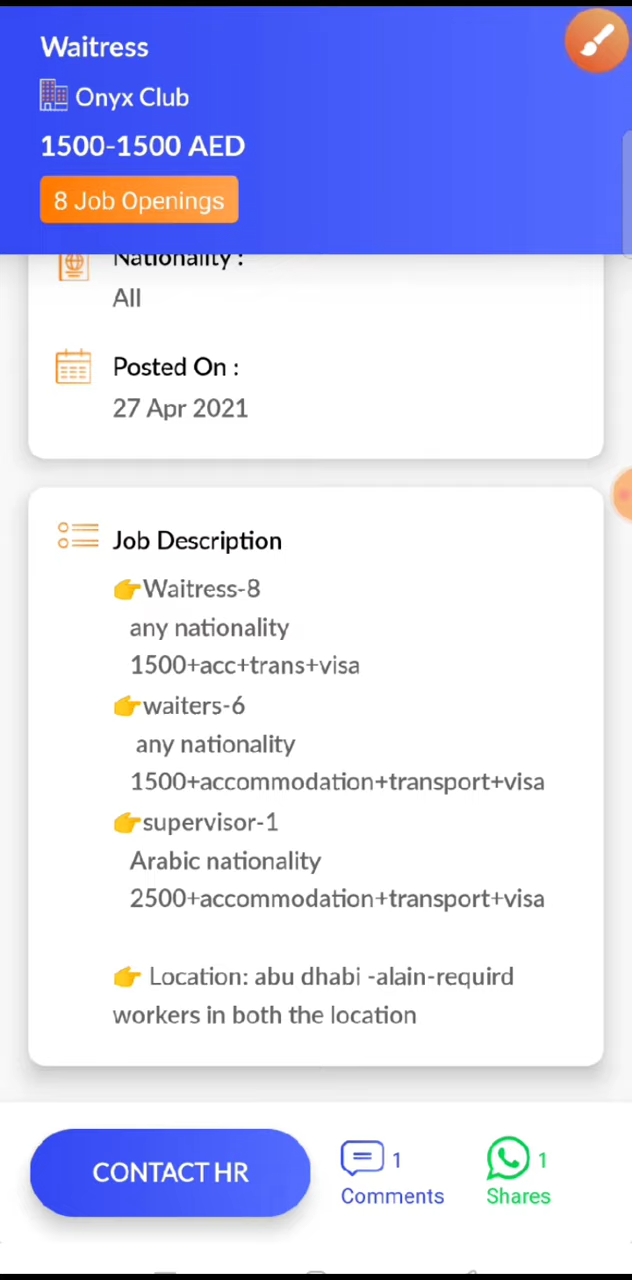 Waitress
Onyx Club
1500-1500 AED
8 Job Openings
Nationality :
All
Posted On :
27 Apr 2021
Job Description
👉Waitress-8
any nationality
1500+acc+trans+visa
👉waiters-6
any nationality
1500+accommodation+transport+visa
👉supervisor-1
Arabic nationality
2500+accommodation+transport+visa
👉 Location: abu dhabi -alain-requird
workers in both the location
CONTACT HR
1
Comments
1
Shares